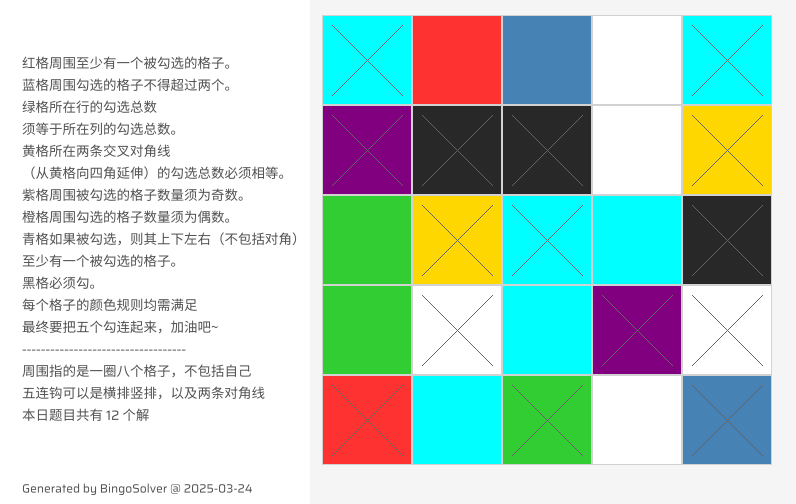 红格周围至少有一个被勾选的格子。
蓝格周围勾选的格子不得超过两个。
绿格所在行的勾选总数
须等于所在列的勾选总数。
黄格所在两条交叉对角线
（从黄格向四角延伸）的勾选总数必须相等。
紫格周围被勾选的格子数量须为奇数。
橙格周围勾选的格子数量须为偶数。
青格如果被勾选，则其上下左右（不包括对角）
至少有一个被勾选的格子。
黑格必须勾。
每个格子的颜色规则均需满足
最终要把五个勾连起来，加油吧~
----------------------------------
周围指的是一圈八个格子，不包括自己
五连钩可以是横排竖排，以及两条对角线
本日题目共有 12 个解
Generated by BingoSolver @ 2025-03-24